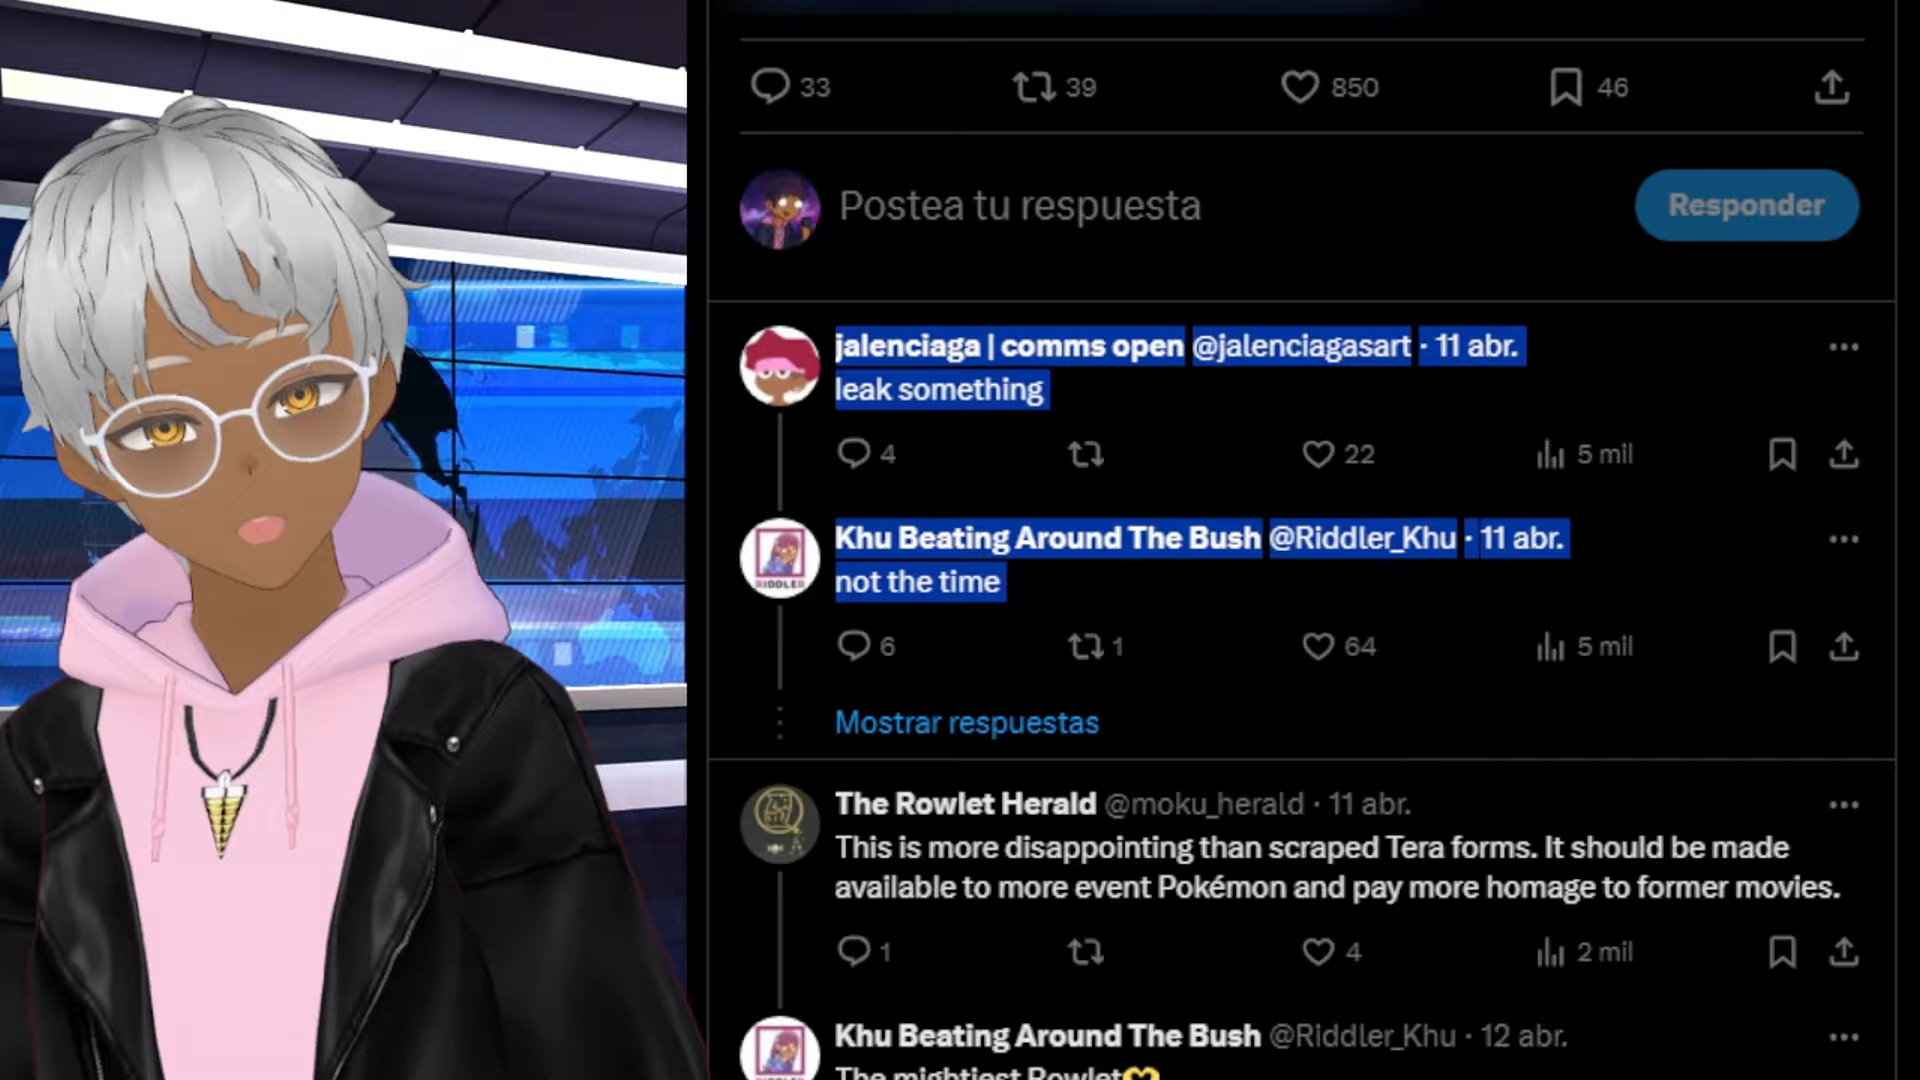 33 39 850 46
Postea tu respuesta
Responder
jalenciaga | comms open @jalenciagasart · 11 abr.
leak something
4 22 5 mil
Khu Beating Around The Bush @Riddler_Khu · 11 abr.
not the time
6 1 64 5 mil
Mostrar respuestas
The Rowlet Herald @moku_herald · 11 abr.
This is more disappointing than scraped Tera forms. It should be made
available to more event Pokémon and pay more homage to former movies.
1 4 2 mil
Khu Beating Around The Bush @Riddler_Khu · 12 abr.
The mightiest Rowlet